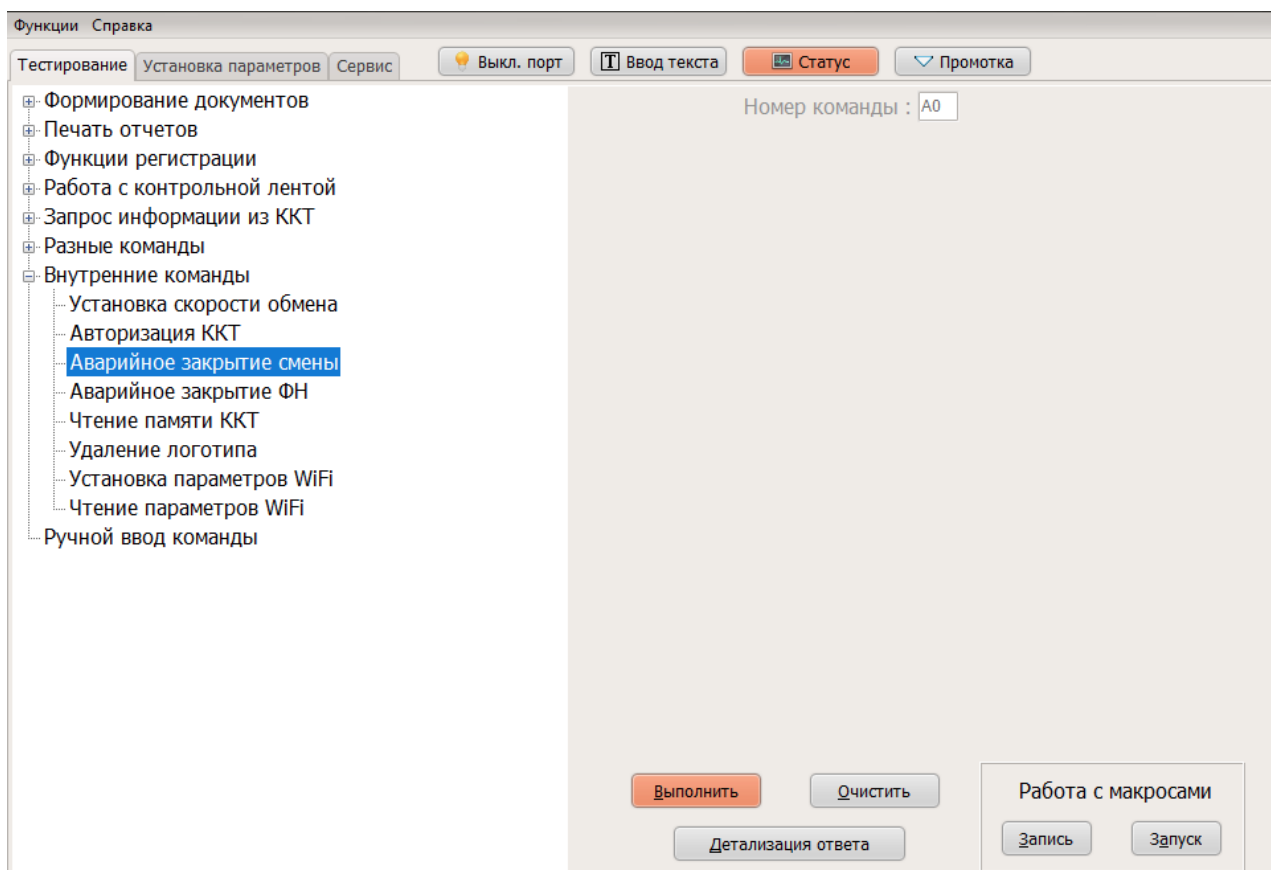 Функции Справка
Тестирование Установка параметров Сервис Выкл. порт T Ввод текста Статус Промотка
Формирование документов
Номер команды : A0
Печать отчетов
Функции регистрации
Работа с контрольной лентой
Запрос информации из ККТ
Разные команды
Внутренние команды
Установка скорости обмена
Авторизация ККТ
Аварийное закрытие смены
Аварийное закрытие ФН
Чтение памяти ККТ
Удаление логотипа
Установка параметров WiFi
Чтение параметров WiFi
Ручной ввод команды
Выполнить Очистить Работа с макросами
Детализация ответа Запись Запуск